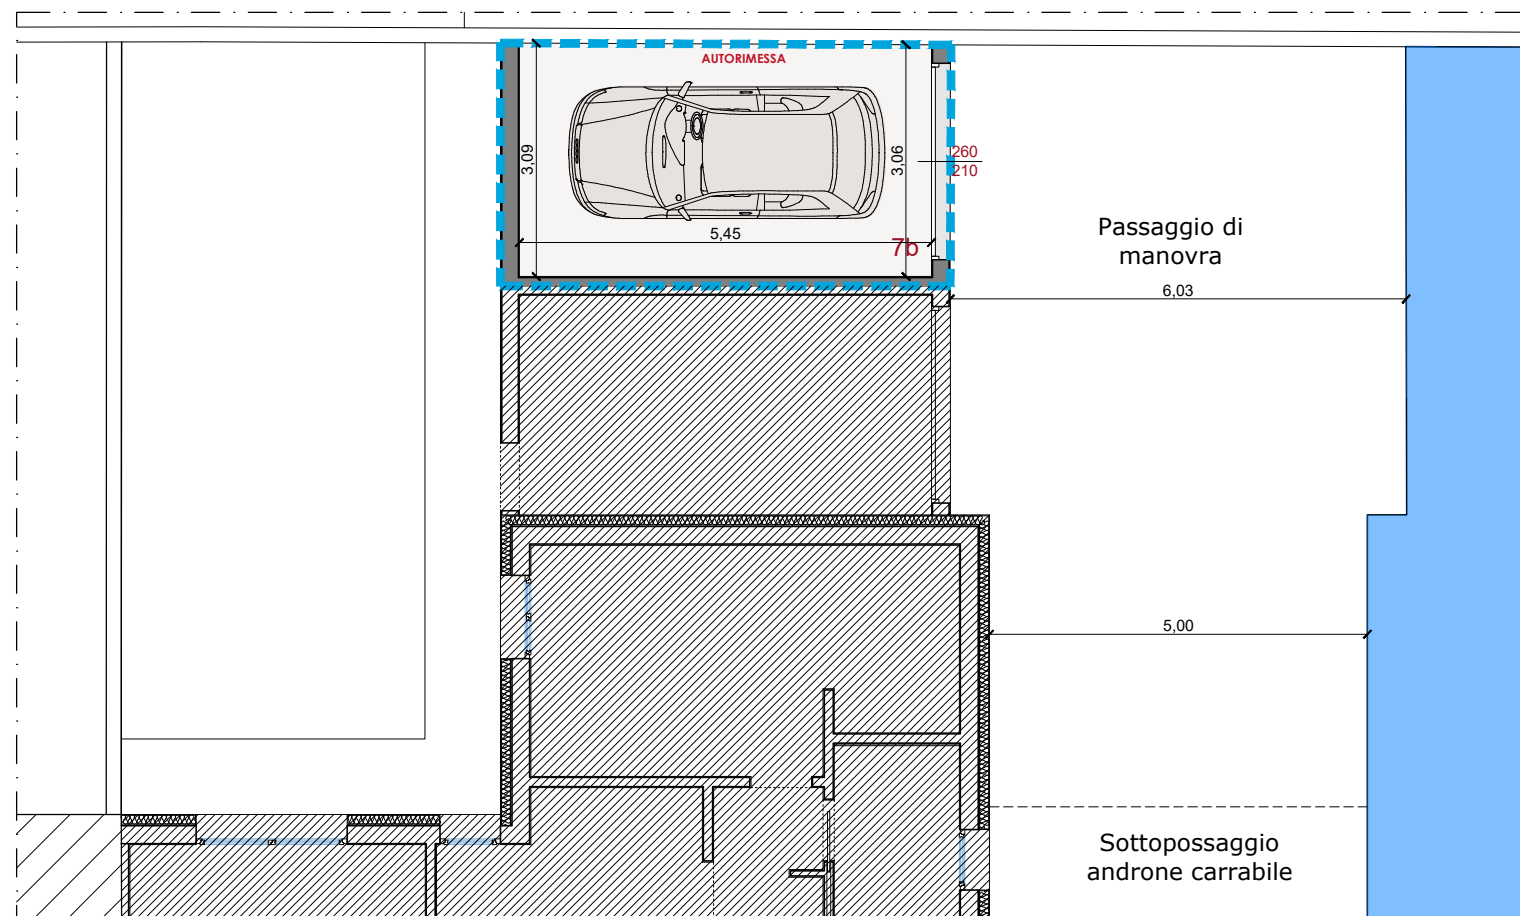 AUTORIMESSA
3,09
3,06
260
210
5,45
7b
Passaggio di
manovra
6,03
5,00
Sottopossaggio
androne carrabile